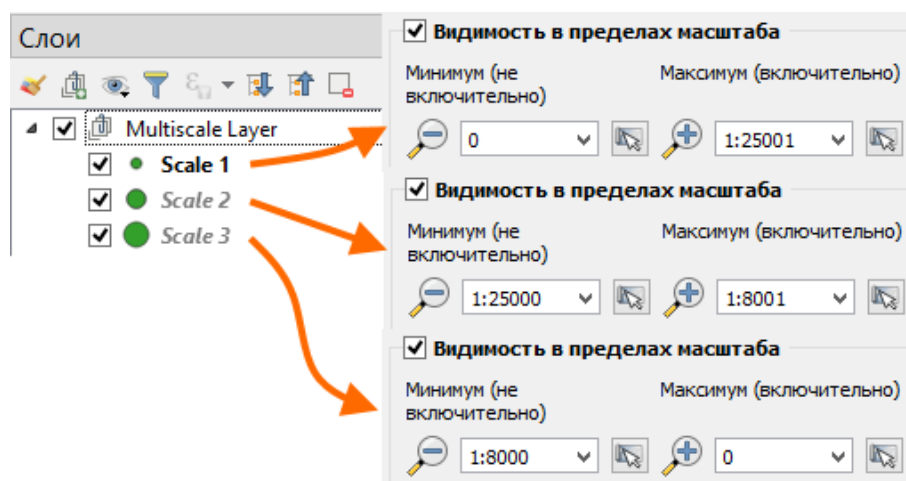 Слои
Multiscale Layer
Scale 1
Scale 2
Scale 3
Видимость в пределах масштаба
Минимум (не включительно)
Максимум (включительно)
0
1:25001
Видимость в пределах масштаба
Минимум (не включительно)
Максимум (включительно)
1:25000
1:8001
Видимость в пределах масштаба
Минимум (не включительно)
Максимум (включительно)
1:8000
0